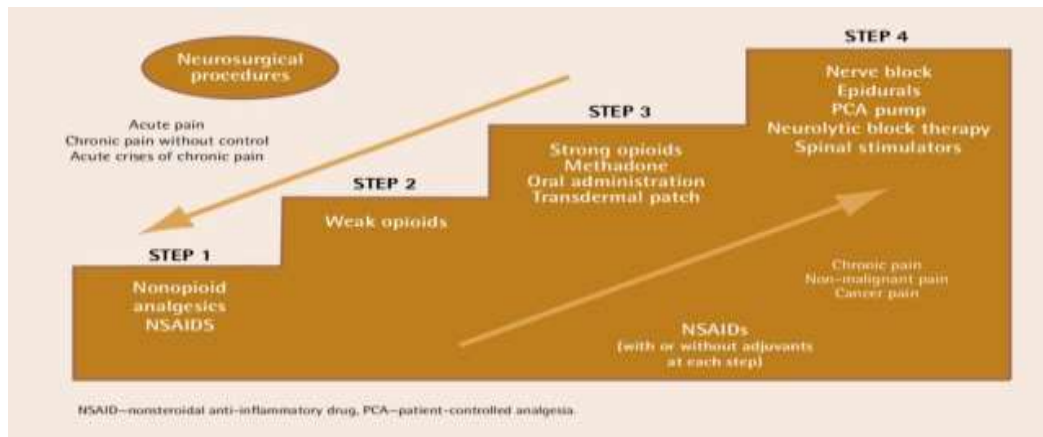 Neurosurgical
procedures
Acute pain
Chronic pain without control
Acute crises of chronic pain
STEP 1
Nonopioid
analgesics
NSAIDS
STEP 2
Weak opioids
STEP 3
Strong opioids
Methadone
Oral administration
Transdermal patch
STEP 4
Nerve block
Epidurals
PCA pump
Neurolytic block therapy
Spinal stimulators
Chronic pain
Non-malignant pain
Cancer pain
NSAIDs
(with or without adjuvants
at each step)
NSAID—nonsteroidal anti-inflammatory drug, PCA—patient-controlled analgesia.